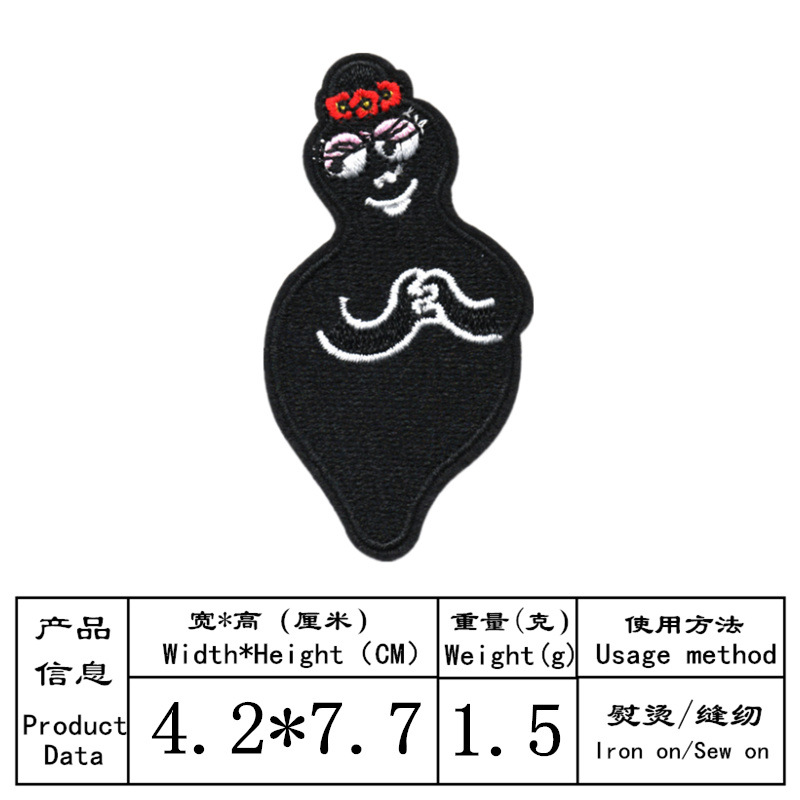 产品
信息
Product
Data
宽*高 (厘米)
Width*Height (CM)
4.2*7.7
重量(克)
Weight(g)
1.5
使用方法
Usage method
熨烫/缝纫
Iron on/Sew on